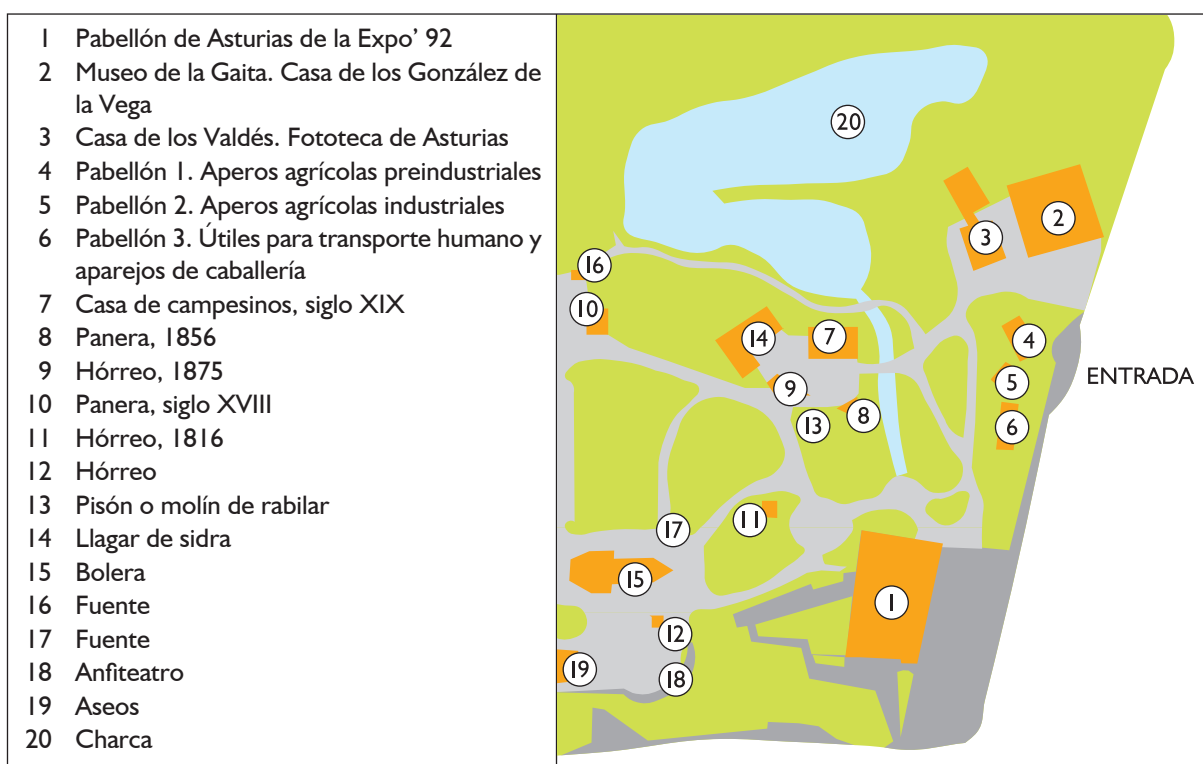 1 Pabellón de Asturias de la Expo’ 92
2 Museo de la Gaita. Casa de los González de
la Vega
3 Casa de los Valdés. Fototeca de Asturias
4 Pabellón 1. Aperos agrícolas preindustriales
5 Pabellón 2. Aperos agrícolas industriales
6 Pabellón 3. Útiles para transporte humano y
aparejos de caballería
7 Casa de campesinos, siglo XIX
8 Panera, 1856
9 Hórreo, 1875
10 Panera, siglo XVIII
11 Hórreo, 1816
12 Hórreo
13 Pisón o molín de rabilar
14 Llagar de sidra
15 Bolera
16 Fuente
17 Fuente
18 Anfiteatro
19 Aseos
20 Charca
20
2
3
16
10
14
7
4
ENTRADA
5
9
8
13
6
11
17
15
1
12
19
18